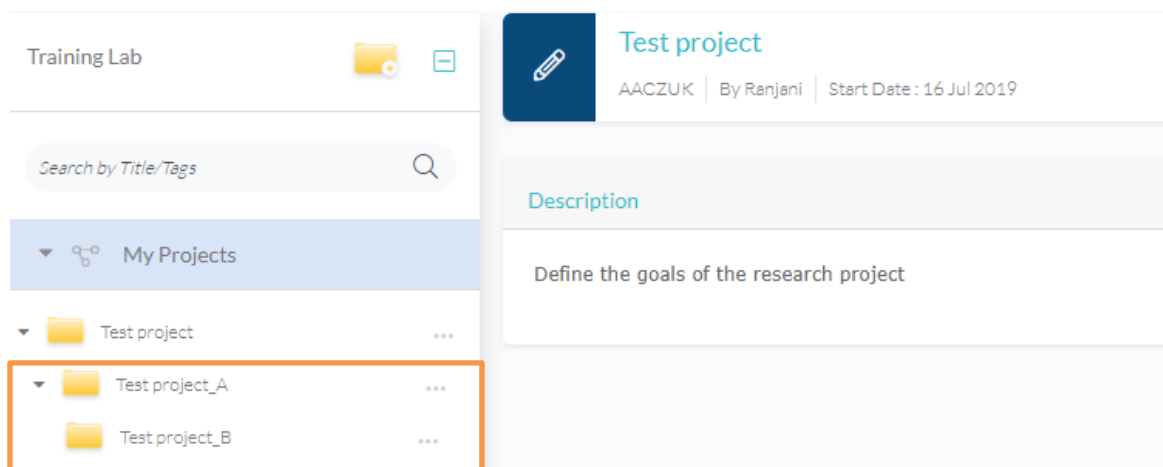 Training Lab
Search by Title/Tags
My Projects
Test project
Test project_A
Test project_B
Test project
AACZUK By Ranjani Start Date : 16 Jul 2019
Description
Define the goals of the research project